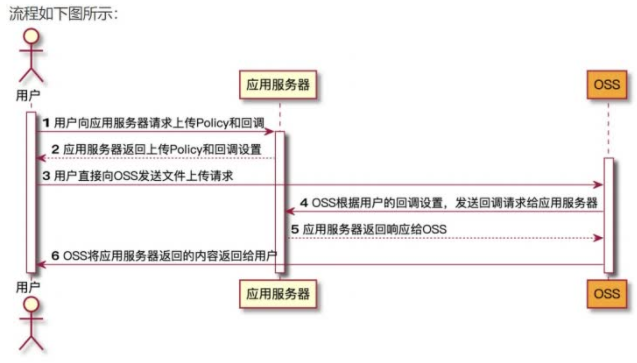 流程如下图所示：
用户
应用服务器
OSS
1 用户向应用服务器请求上传Policy和回调
2 应用服务器返回上传Policy和回调设置
3 用户直接向OSS发送文件上传请求
4 OSS根据用户的回调设置，发送回调请求给应用服务器
5 应用服务器返回响应给OSS
6 OSS将应用服务器返回的内容返回给用户
用户
应用服务器
OSS